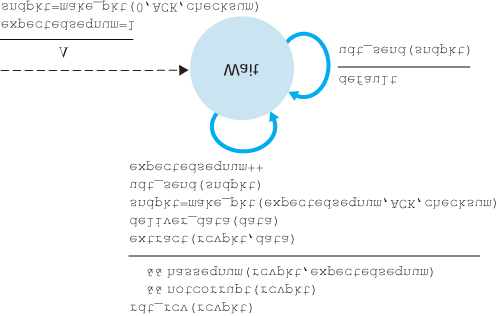 rdt_rcv(rcvpkt)
&& notcorrupt(rcvpkt)
&& hasseqnum(rcvpkt,expectedseqnum)
extract(rcvpkt,data)
deliver_data(data)
sndpkt=make_pkt(expectedseqnum,ACK,checksum)
udt_send(sndpkt)
expectedseqnum++
Wait
default
udt_send(sndpkt)
Λ
expectedseqnum=1
sndpkt=make_pkt(0,ACK,checksum)